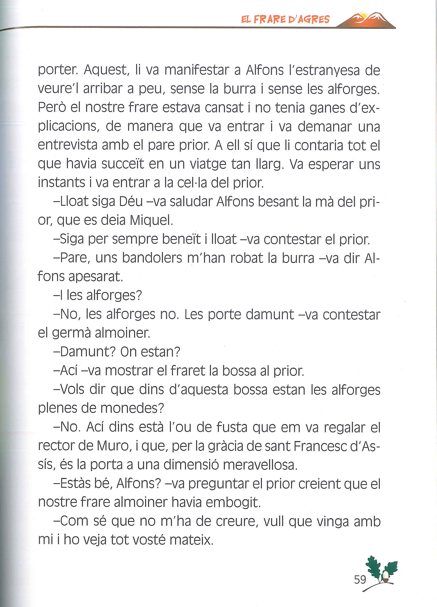 EL FRARE D'AGRES
porter. Aquest, li va manifestar a Alfons l'estranyesa de
veure'l arribar a peu, sense la burra i sense les alforges.
Però el nostre frare estava cansat i no tenia ganes d'ex-
plicacions, de manera que va entrar i va demanar una
entrevista amb el pare prior. A ell sí que li contaria tot el
que havia succeït en un viatge tan llarg. Va esperar uns
instants i va entrar a la cel·la del prior.
–Lloat siga Déu –va saludar Alfons besant la mà del pri-
or, que es deia Miquel.
–Siga per sempre beneït i lloat –va contestar el prior.
–Pare, uns bandolers m'han robat la burra –va dir Al-
fons apesarat.
–I les alforges?
–No, les alforges no. Les porte damunt –va contestar
el germà almoiner.
–Damunt? On estan?
–Ací –va mostrar el fraret la bossa al prior.
–Vols dir que dins d'aquesta bossa estan les alforges
plenes de monedes?
–No. Ací dins està l'ou de fusta que em va regalar el
rector de Muro, i que, per la gràcia de sant Francesc d'As-
sís, és la porta a una dimensió meravellosa.
–Estàs bé, Alfons? –va preguntar el prior creient que el
nostre frare almoiner havia embogit.
–Com sé que no m'ha de creure, vull que vinga amb
mi i ho veja tot vosté mateix.
59